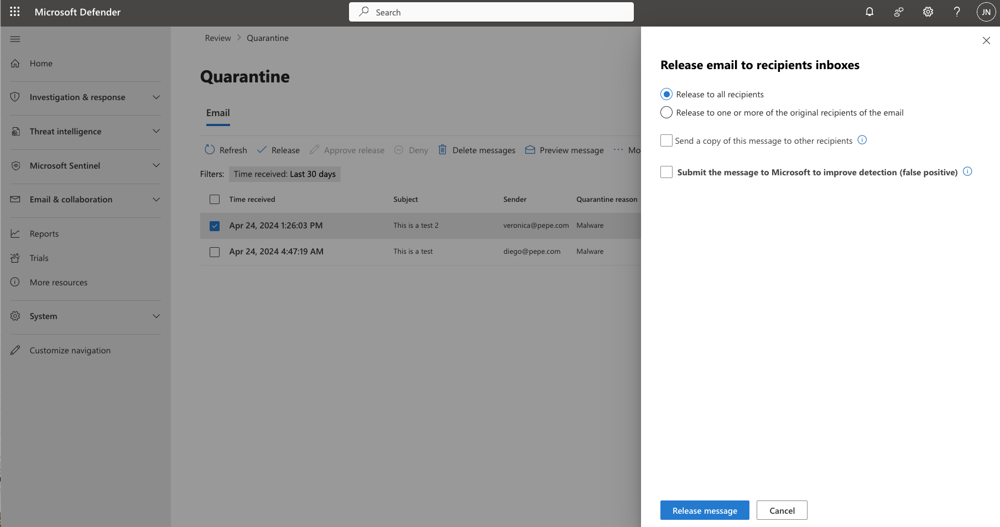 Microsoft Defender
Search
JN
Home
Investigation & response
Threat intelligence
Microsoft Sentinel
Email & collaboration
Reports
Trials
More resources
System
Customize navigation
Review > Quarantine
Quarantine
Email
Refresh Release Approve release Deny Delete messages Preview message ··· Mo
Filters: Time received: Last 30 days
Time received Subject Sender Quarantine reason
Apr 24, 2024 1:26:03 PM This is a test 2 veronica@pepe.com Malware
Apr 24, 2024 4:47:19 AM This is a test diego@pepe.com Malware
Release email to recipients inboxes
Release to all recipients
Release to one or more of the original recipients of the email
Send a copy of this message to other recipients
Submit the message to Microsoft to improve detection (false positive)
Release message Cancel